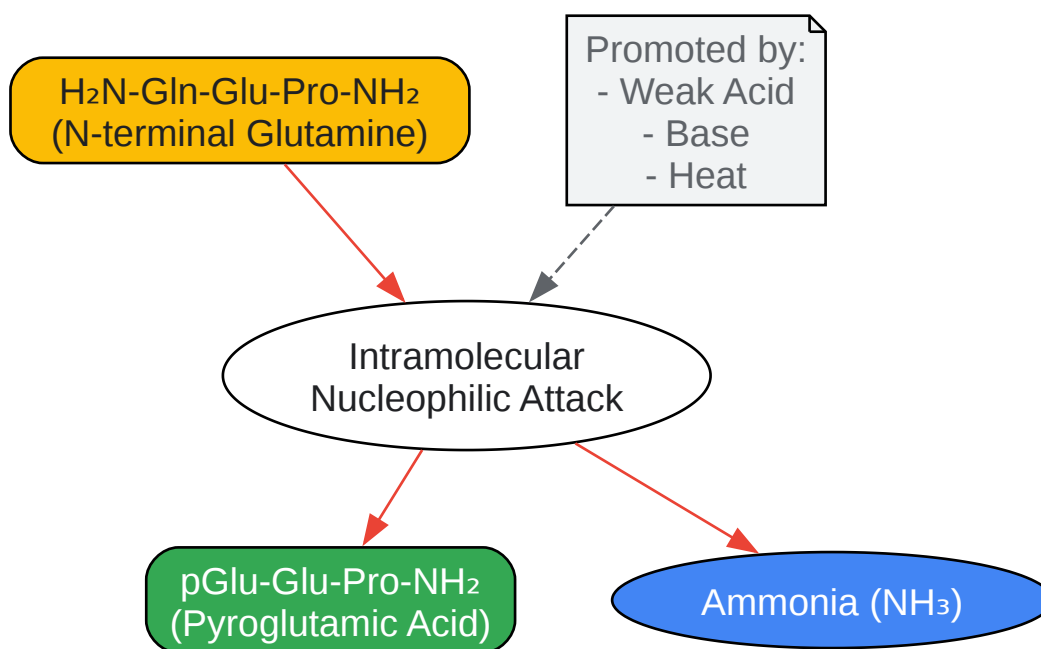 H₂N-Gln-Glu-Pro-NH₂
(N-terminal Glutamine)
Promoted by:
- Weak Acid
- Base
- Heat
Intramolecular
Nucleophilic Attack
pGlu-Glu-Pro-NH₂
(Pyroglutamic Acid)
Ammonia (NH₃)